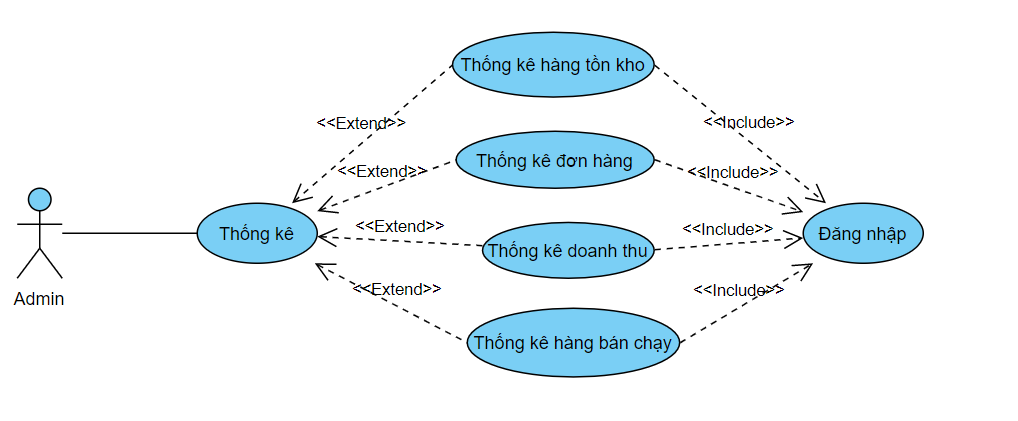 Thống kê hàng tồn kho
<<Extend>>
<<Include>>
Thống kê đơn hàng
<<Extend>>
<<Include>>
Thống kê
<<Extend>>
Thống kê doanh thu
<<Include>>
Đăng nhập
Admin
<<Extend>>
<<Include>>
Thống kê hàng bán chạy